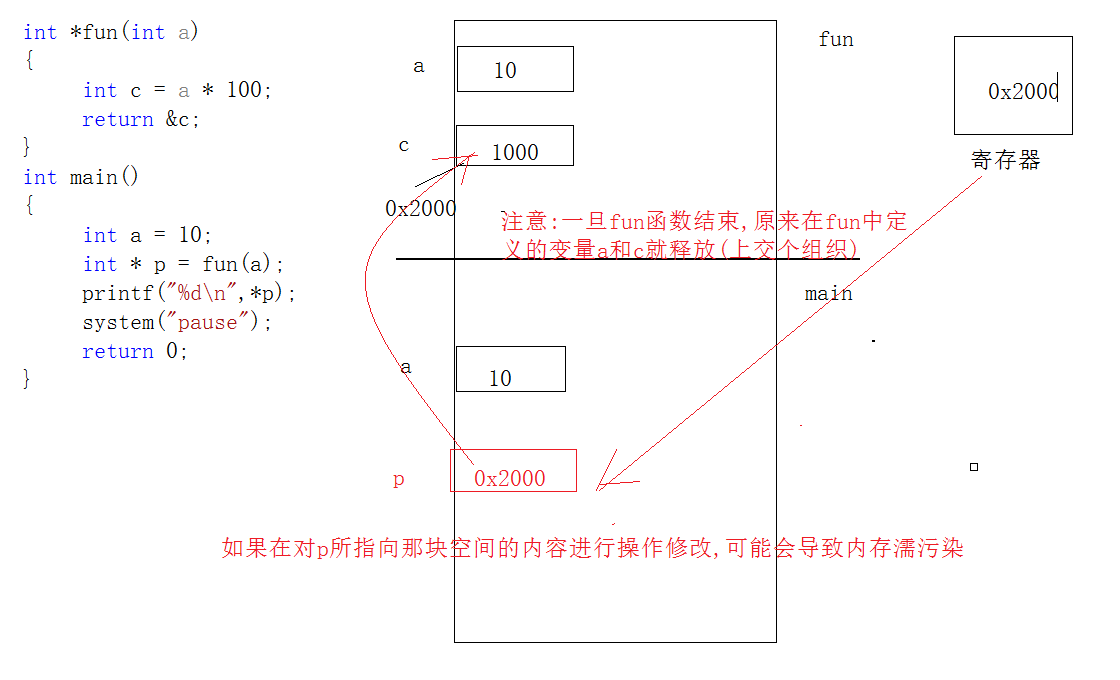 int *fun(int a)
{
int c = a * 100;
return &c;
}
int main()
{
int a = 10;
int * p = fun(a);
printf("%d\n",*p);
system("pause");
return 0;
}
fun
a
10
0x2000
寄存器
c
1000
0x2000
注意:一旦fun函数结束,原来在fun中定
义的变量a和c就释放(上交个组织)
main
a
10
p
0x2000
如果在对p所指向那块空间的内容进行操作修改,可能会导致内存濡污染